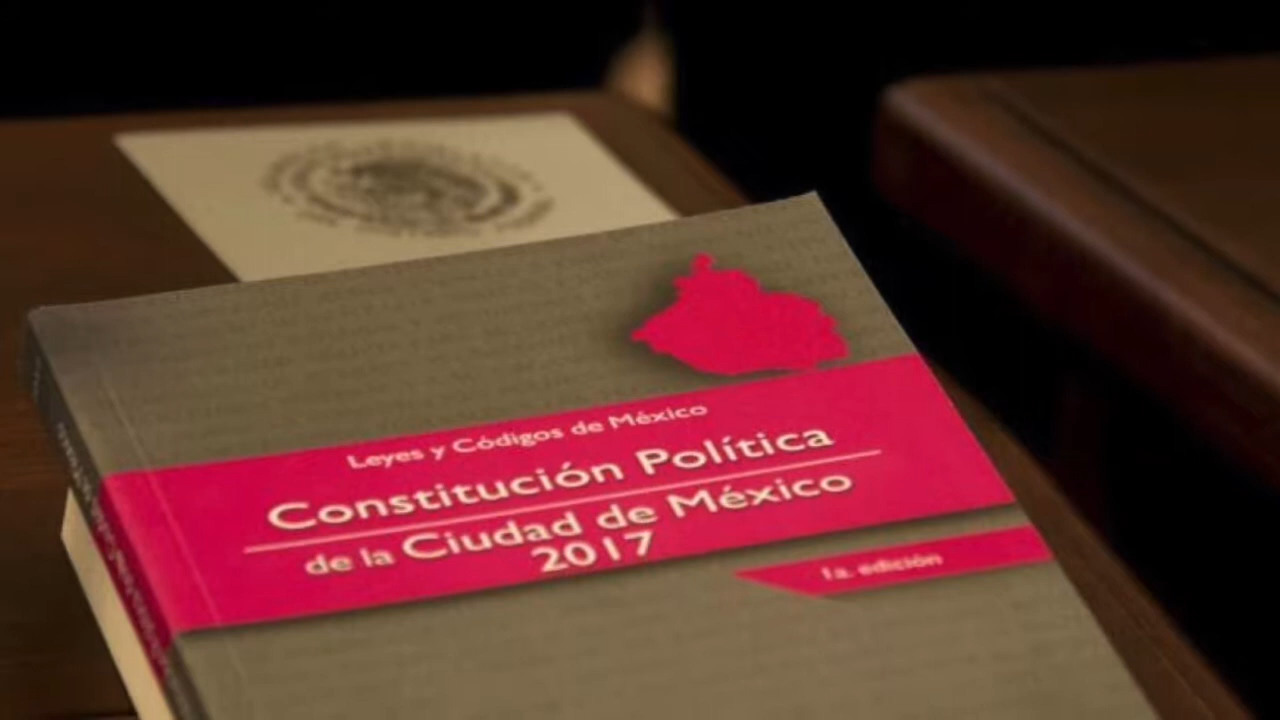 Leyes y Códigos de México
Constitución Política
de la Ciudad de México
2017
1a. edición